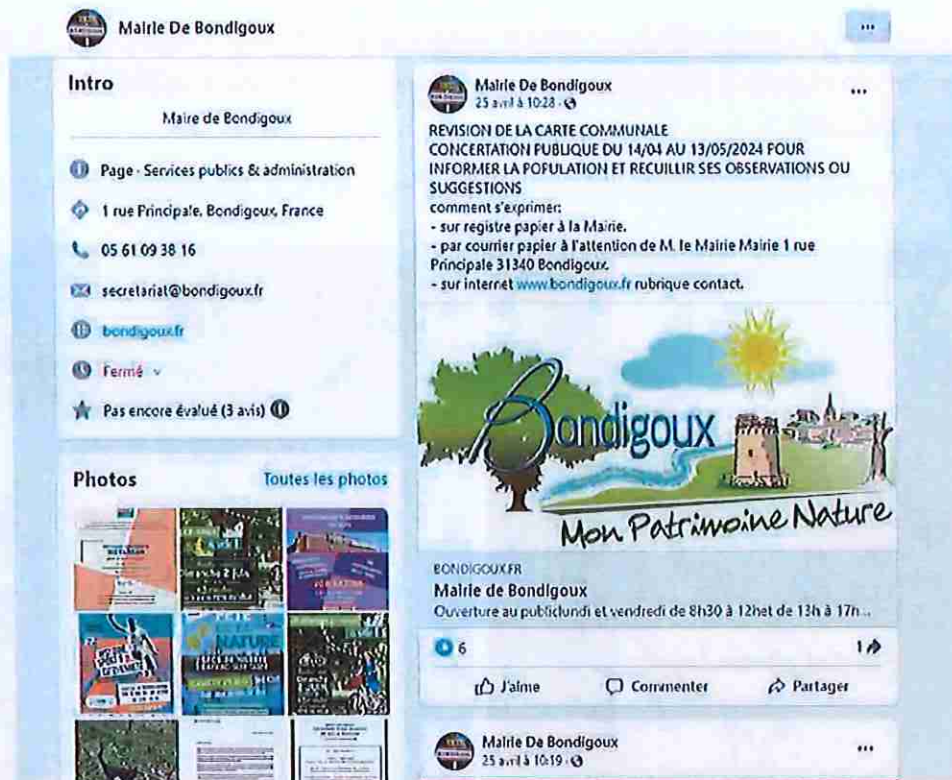 Mairie De Bondigoux
Intro
Maire de Bondigoux
Page · Services publics & administration
1 rue Principale, Bondigoux, France
05 61 09 38 16
secretariat@bondigoux.fr
bondigoux.fr
Fermé
Pas encore évalué (3 avis)
Photos
Toutes les photos
NATURE
Mairie De Bondigoux
25 avril à 10:28
REVISION DE LA CARTE COMMUNALE
CONCERTATION PUBLIQUE DU 14/04 AU 13/05/2024 POUR
INFORMER LA POPULATION ET RECUILLIR SES OBSERVATIONS OU
SUGGESTIONS
comment s'exprimer:
- sur registre papier à la Mairie.
- par courrier papier à l'attention de M. le Mairie Mairie 1 rue
Principale 31340 Bondigoux.
- sur internet www.bondigoux.fr rubrique contact.
Bondigoux
Mon Patrimoine Nature
BONDIGOUX.FR
Mairie de Bondigoux
Ouverture au publiclundi et vendredi de 8h30 à 12het de 13h à 17h...
6
1
J'aime
Commenter
Partager
Mairie De Bondigoux
25 avril à 10:19